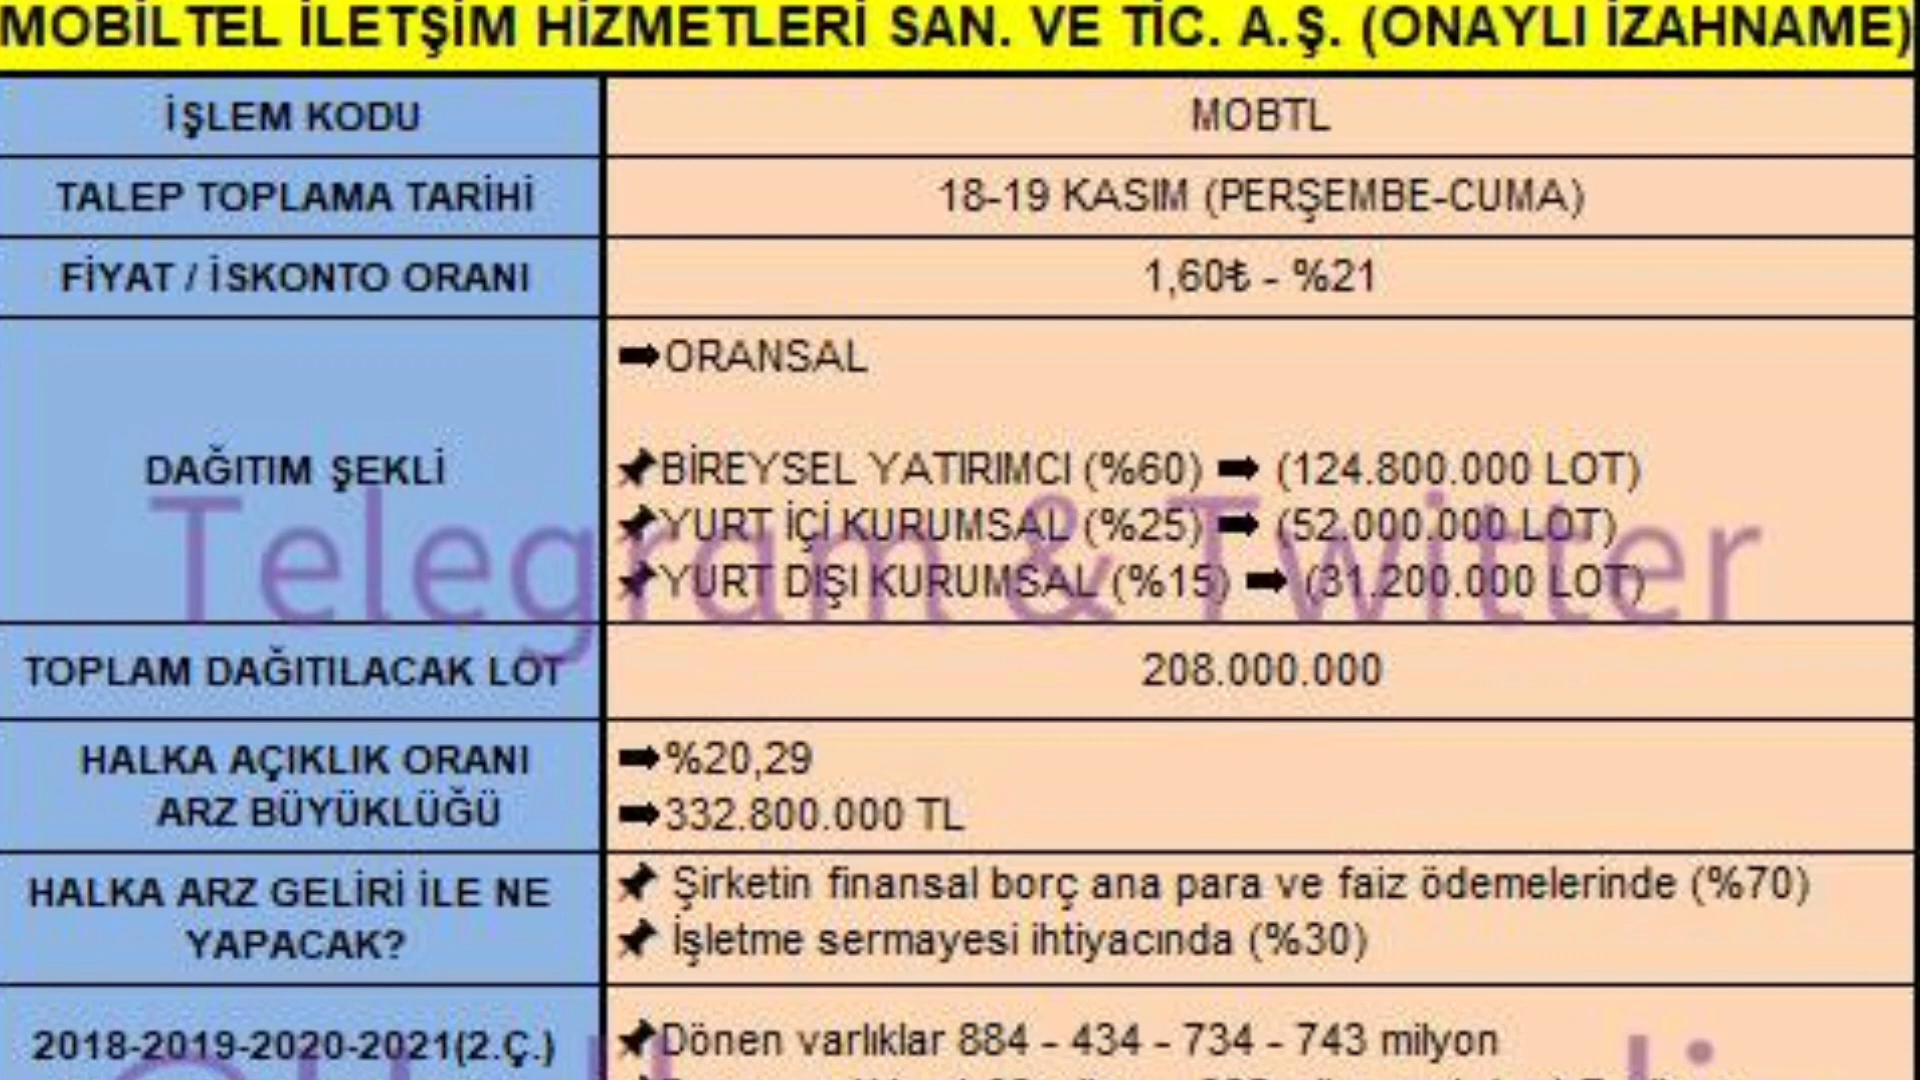 MOBİLTEL İLETŞİM HİZMETLERİ SAN. VE TİC. A.Ş. (ONAYLI İZAHNAME)
İŞLEM KODU MOBTL
TALEP TOPLAMA TARİHİ 18-19 KASIM (PERŞEMBE-CUMA)
FİYAT / İSKONTO ORANI 1,60₺ - %21
DAĞITIM ŞEKLİ
➡ORANSAL
📌BİREYSEL YATIRIMCI (%60) ➡ (124.800.000 LOT)
📌YURT İÇİ KURUMSAL (%25) ➡ (52.000.000 LOT)
📌YURT DIŞI KURUMSAL (%15) ➡ (31.200.000 LOT)
Telegram & Twitter
TOPLAM DAĞITILACAK LOT 208.000.000
HALKA AÇIKLIK ORANI
ARZ BÜYÜKLÜĞÜ
➡%20,29
➡332.800.000 TL
HALKA ARZ GELİRİ İLE NE
YAPACAK?
📌 Şirketin finansal borç ana para ve faiz ödemelerinde (%70)
📌 İşletme sermayesi ihtiyacında (%30)
2018-2019-2020-2021(2.Ç.)
📌Dönen varlıklar 884 - 434 - 734 - 743 milyon